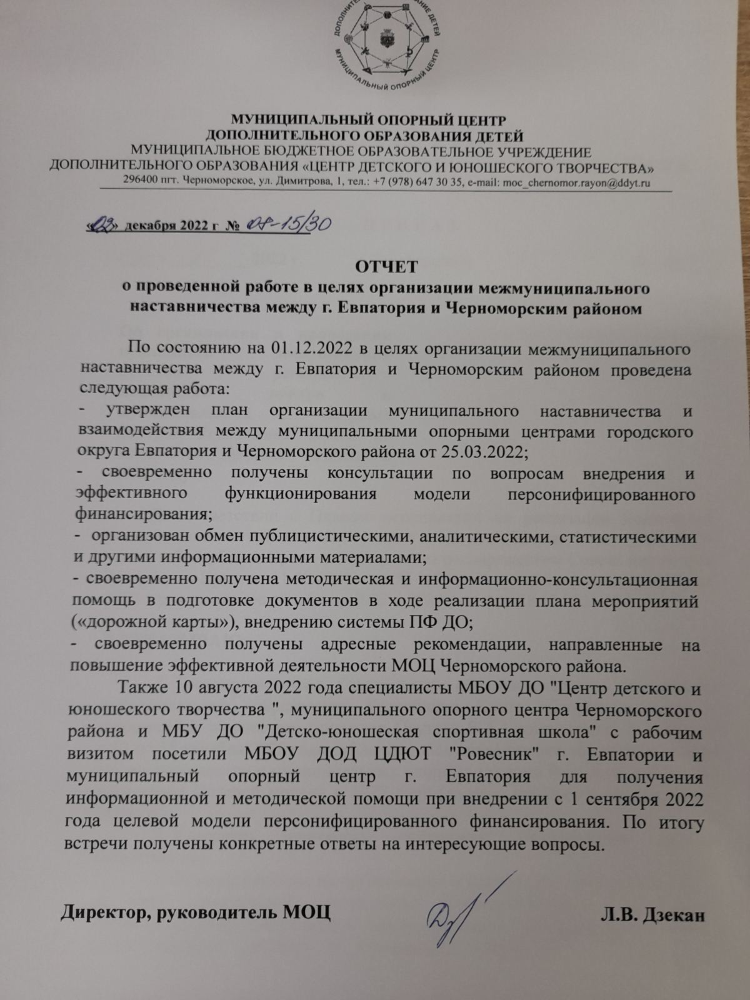 ДЕТЕЙ
МУНИЦИПАЛЬНЫЙ ОПОРНЫЙ ЦЕНТР
МУНИЦИПАЛЬНЫЙ ОПОРНЫЙ ЦЕНТР
ДОПОЛНИТЕЛЬНОГО ОБРАЗОВАНИЯ ДЕТЕЙ
МУНИЦИПАЛЬНОЕ БЮДЖЕТНОЕ ОБРАЗОВАТЕЛЬНОЕ УЧРЕЖДЕНИЕ
ДОПОЛНИТЕЛЬНОГО ОБРАЗОВАНИЯ «ЦЕНТР ДЕТСКОГО И ЮНОШЕСКОГО ТВОРЧЕСТВА»
296400 пгт. Черноморское, ул. Димитрова, 1, тел.: +7 (978) 647 30 35, e-mail: moc_chernomor.rayon@ddyt.ru
декабря 2022 г №
ОТЧЕТ
о проведенной работе в целях организации межмуниципального
наставничества между г. Евпатория и Черноморским районом
По состоянию на 01.12.2022 в целях организации межмуниципального
наставничества между г. Евпатория и Черноморским районом проведена
следующая работа:
- утвержден план организации муниципального наставничества и
взаимодействия между муниципальными опорными центрами городского
округа Евпатория и Черноморского района от 25.03.2022;
- своевременно получены консультации по вопросам внедрения и
эффективного функционирования модели персонифицированного
финансирования;
- организован обмен публицистическими, аналитическими, статистическими
и другими информационными материалами;
- своевременно получена методическая и информационно-консультационная
помощь в подготовке документов в ходе реализации плана мероприятий
(«дорожной карты»), внедрению системы ПФ ДО;
- своевременно получены адресные рекомендации, направленные на
повышение эффективной деятельности МОЦ Черноморского района.
Также 10 августа 2022 года специалисты МБОУ ДО "Центр детского и
юношеского творчества ", муниципального опорного центра Черноморского
района и МБУ ДО "Детско-юношеская спортивная школа" с рабочим
визитом посетили МБОУ ДОД ЦДЮТ "Ровесник" г. Евпатории и
муниципальный опорный центр г. Евпатория для получения
информационной и методической помощи при внедрении с 1 сентября 2022
года целевой модели персонифицированного финансирования. По итогу
встречи получены конкретные ответы на интересующие вопросы.
Директор, руководитель МОЦ
Л.В. Дзекан